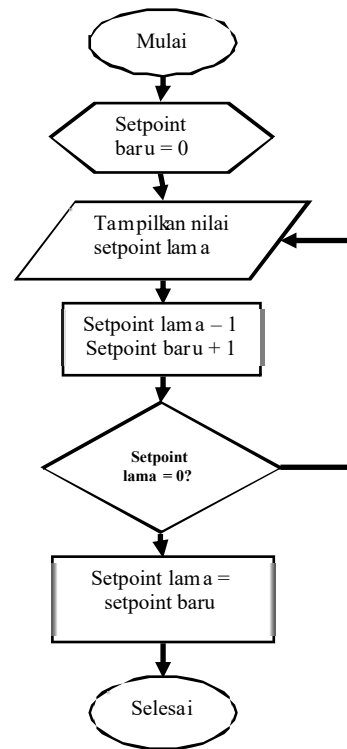 Mulai
Setpoint
baru = 0
Tampilkan nilai
setpoint lama
Setpoint lama – 1
Setpoint baru + 1
Setpoint
lama = 0?
Setpoint lama =
setpoint baru
Selesai